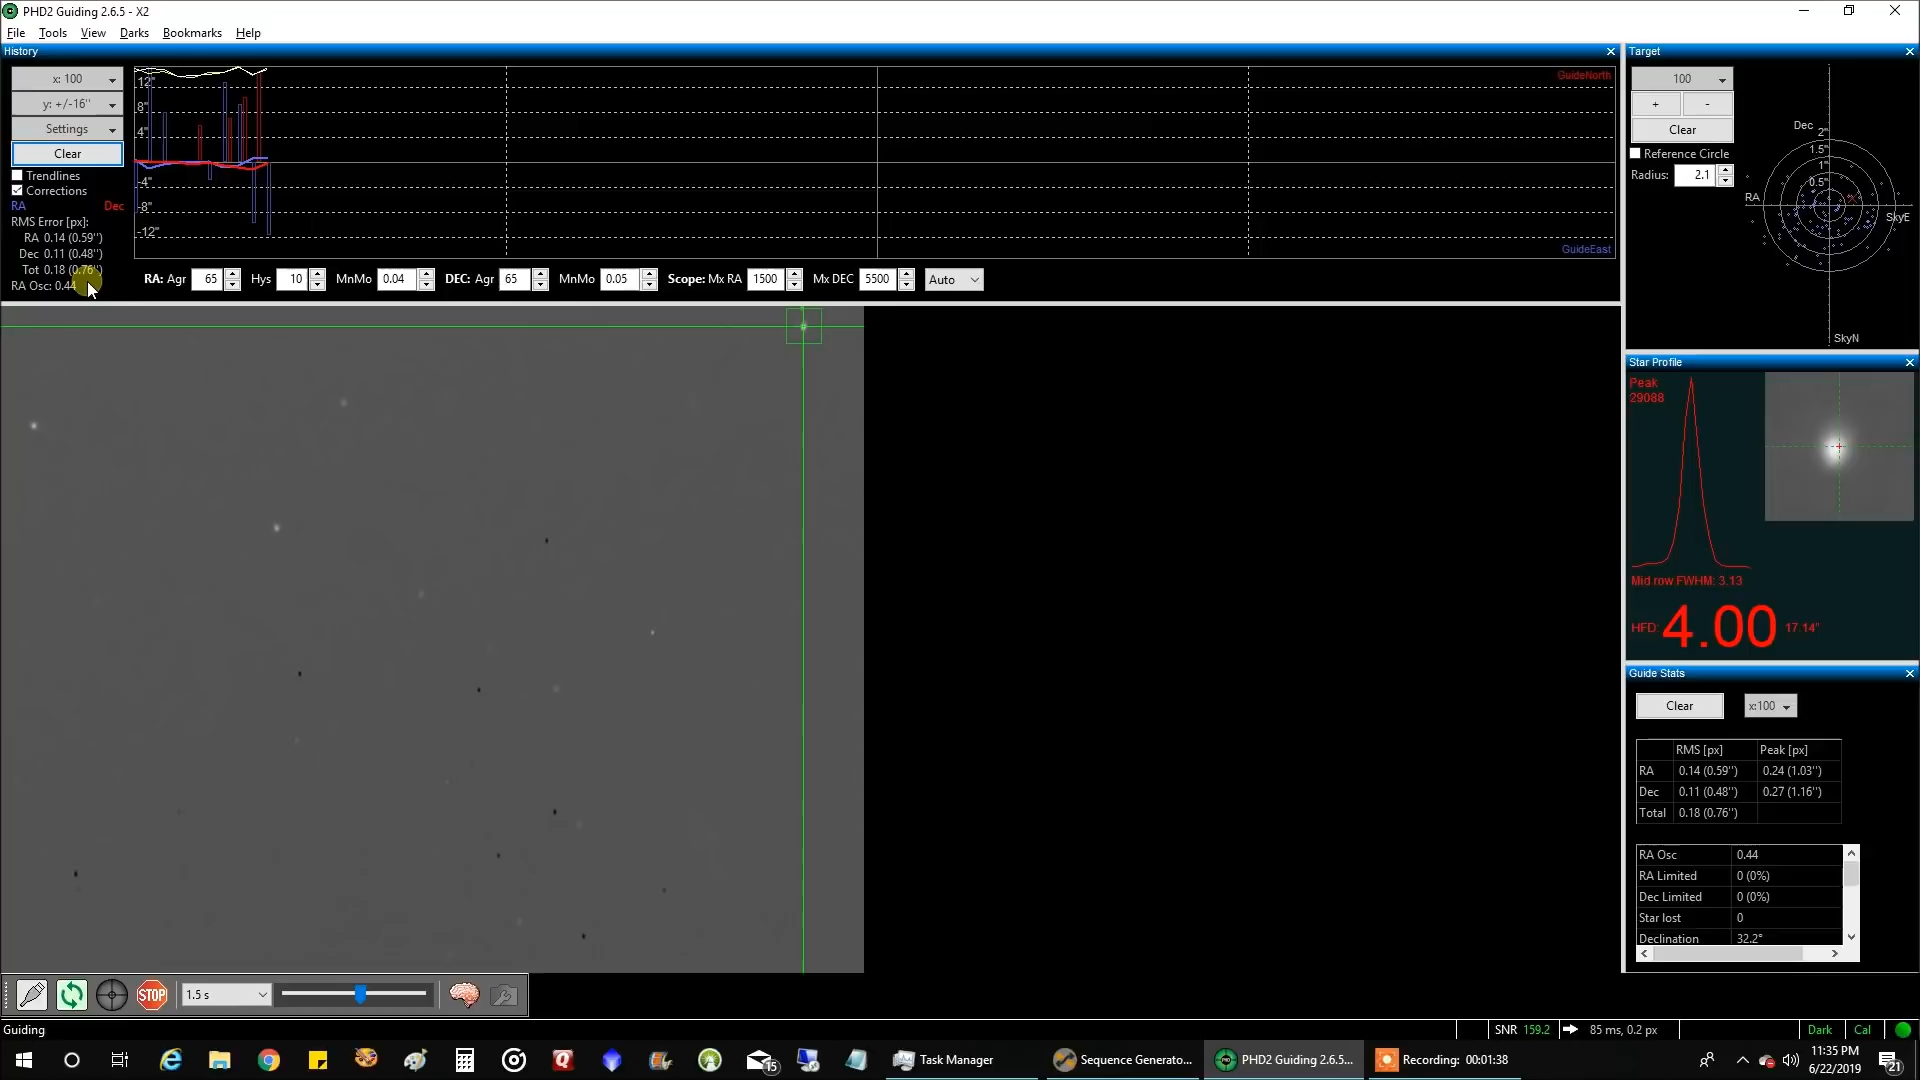 PHD2 Guiding 2.6.5 - X2
File Tools View Darks Bookmarks Help
History
x: 100
y: +/-16"
Settings
Clear
Trendlines
Corrections
RA Dec
RMS Error [px]:
RA 0.14 (0.59")
Dec 0.11 (0.48")
Tot 0.18 (0.76")
RA Osc: 0.44
12"
8"
4"
-4"
-8"
-12"
GuideNorth
GuideEast
RA: Agr 65 Hys 10 MnMo 0.04 DEC: Agr 65 MnMo 0.05 Scope: Mx RA 1500 Mx DEC 5500 Auto
Target
100
+ -
Clear
Reference Circle
Radius: 2.1
Dec
2"
1.5"
1"
0.5"
RA
SkyE
SkyN
Star Profile
Peak
29088
Mid row FWHM: 3.13
HFD: 4.00 17.14"
Guide Stats
Clear x:100
RMS [px] Peak [px]
RA 0.14 (0.59") 0.24 (1.03")
Dec 0.11 (0.48") 0.27 (1.16")
Total 0.18 (0.76")
RA Osc 0.44
RA Limited 0 (0%)
Dec Limited 0 (0%)
Star lost 0
Declination 32.2°
STOP 1.5 s
Guiding
SNR 159.2 85 ms, 0.2 px Dark Cal
15 Task Manager Sequence Generato... PHD2 Guiding 2.6.5... Recording: 00:01:38
11:35 PM
6/22/2019
21